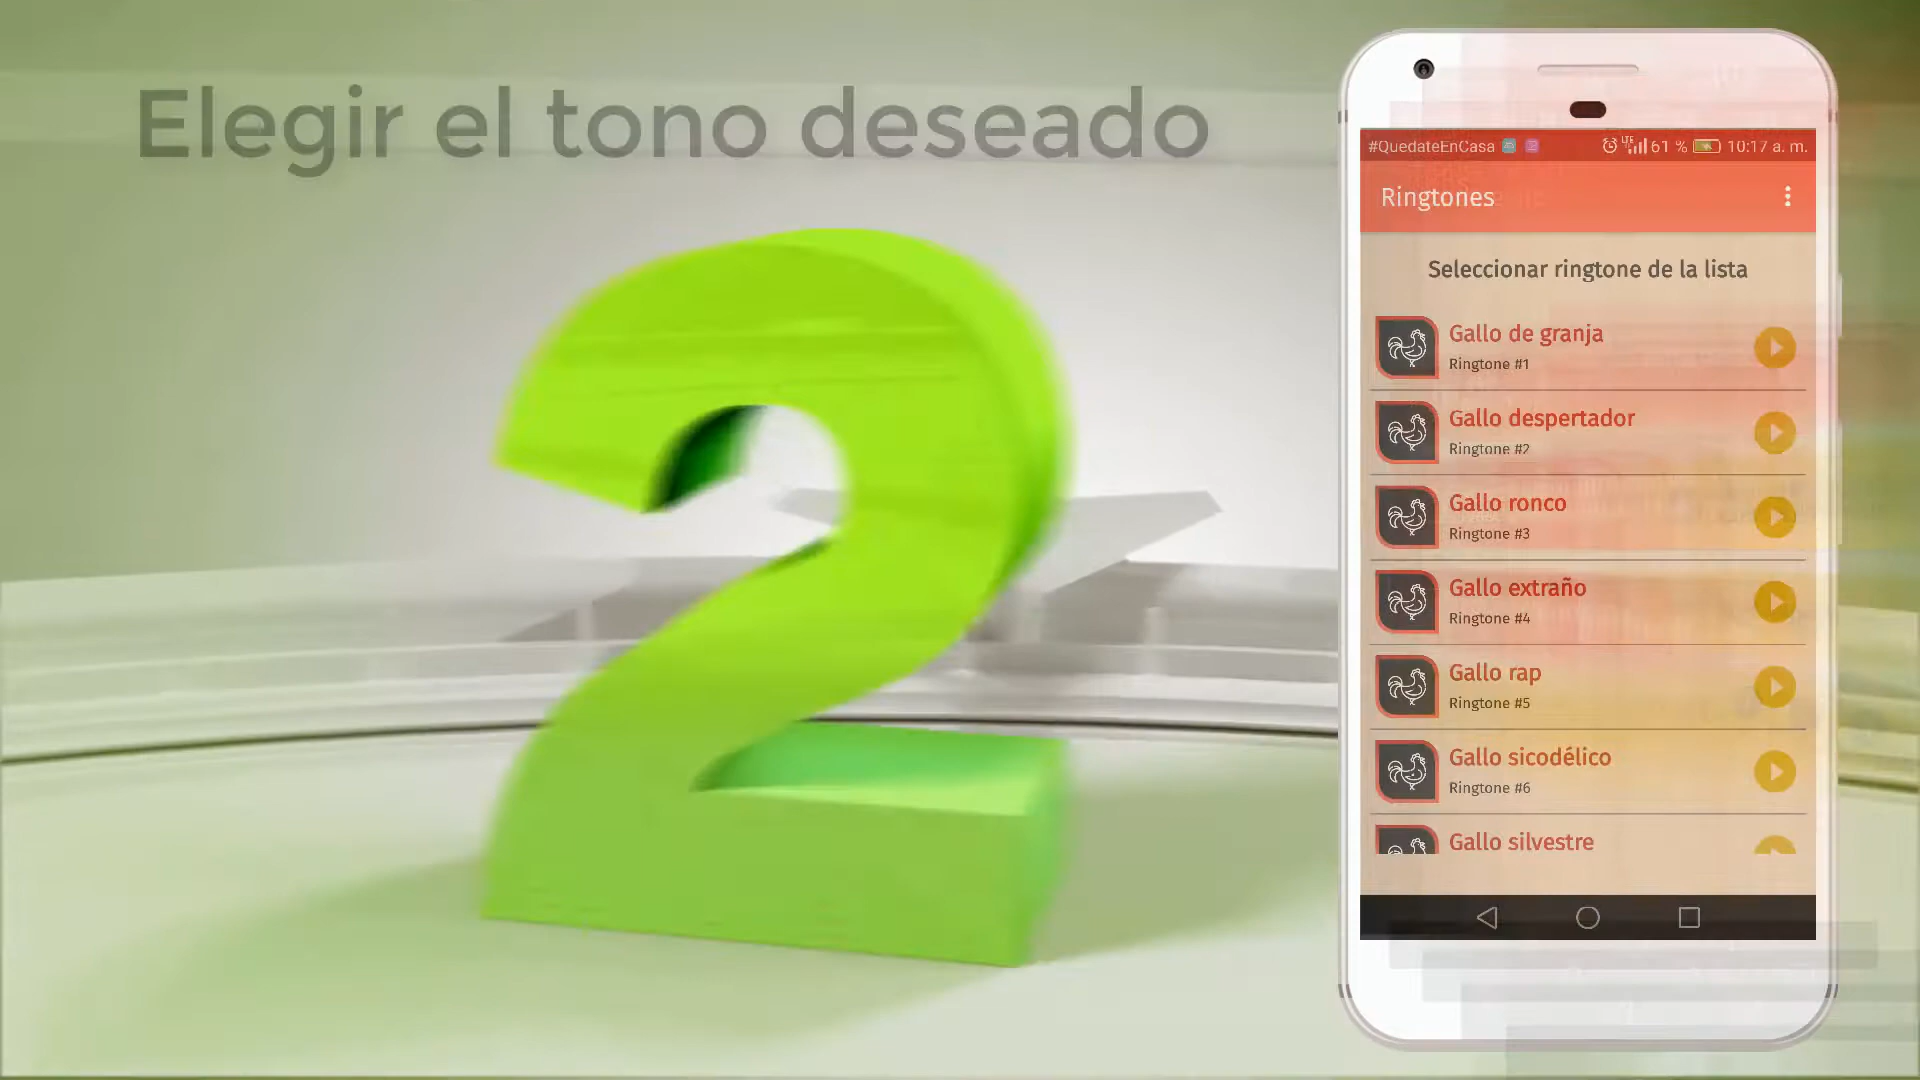 Elegir el tono deseado
2
#QuedateEnCasa
LTE
61 %
10:17 a. m.
Ringtones
Seleccionar ringtone de la lista
Gallo de granja
Ringtone #1
Gallo despertador
Ringtone #2
Gallo ronco
Ringtone #3
Gallo extraño
Ringtone #4
Gallo rap
Ringtone #5
Gallo sicodélico
Ringtone #6
Gallo silvestre